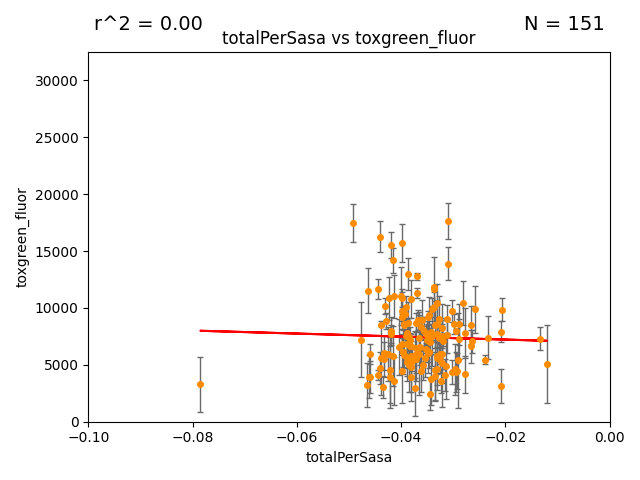 r^2 = 0.00
N = 151
totalPerSasa vs toxgreen_fluor
30000
25000
20000
15000
10000
5000
0
toxgreen_fluor
−0.10
−0.08
−0.06
−0.04
−0.02
0.00
totalPerSasa